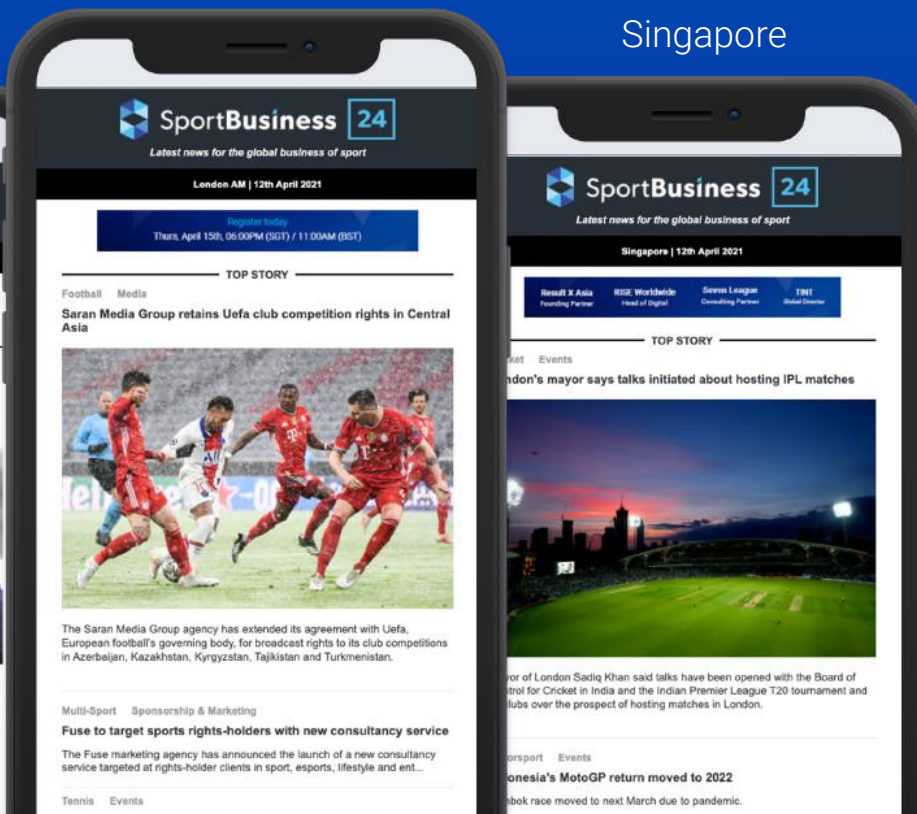 Singapore
SportBusiness 24
Latest news for the global business of sport
London AM | 12th April 2021
Register today
Thurs, April 15th, 06:00PM (SGT) / 11:00AM (BST)
TOP STORY
Football Media
Saran Media Group retains Uefa club competition rights in Central
Asia
The Saran Media Group agency has extended its agreement with Uefa,
European football's governing body, for broadcast rights to its club competitions
in Azerbaijan, Kazakhstan, Kyrgyzstan, Tajikistan and Turkmenistan.
Multi-Sport Sponsorship & Marketing
Fuse to target sports rights-holders with new consultancy service
The Fuse marketing agency has announced the launch of a new consultancy
service targeted at rights-holder clients in sport, esports, lifestyle and ent...
Tennis Events
SportBusiness 24
Latest news for the global business of sport
Singapore | 12th April 2021
Result X Asia RISE Worldwide Seven League TINT
Founding Partner Head of Digital Consulting Partner Global Director
TOP STORY
ket Events
ndon's mayor says talks initiated about hosting IPL matches
yor of London Sadiq Khan said talks have been opened with the Board of
trol for Cricket in India and the Indian Premier League T20 tournament and
lubs over the prospect of hosting matches in London.
orsport Events
onesia's MotoGP return moved to 2022
bok race moved to next March due to pandemic.